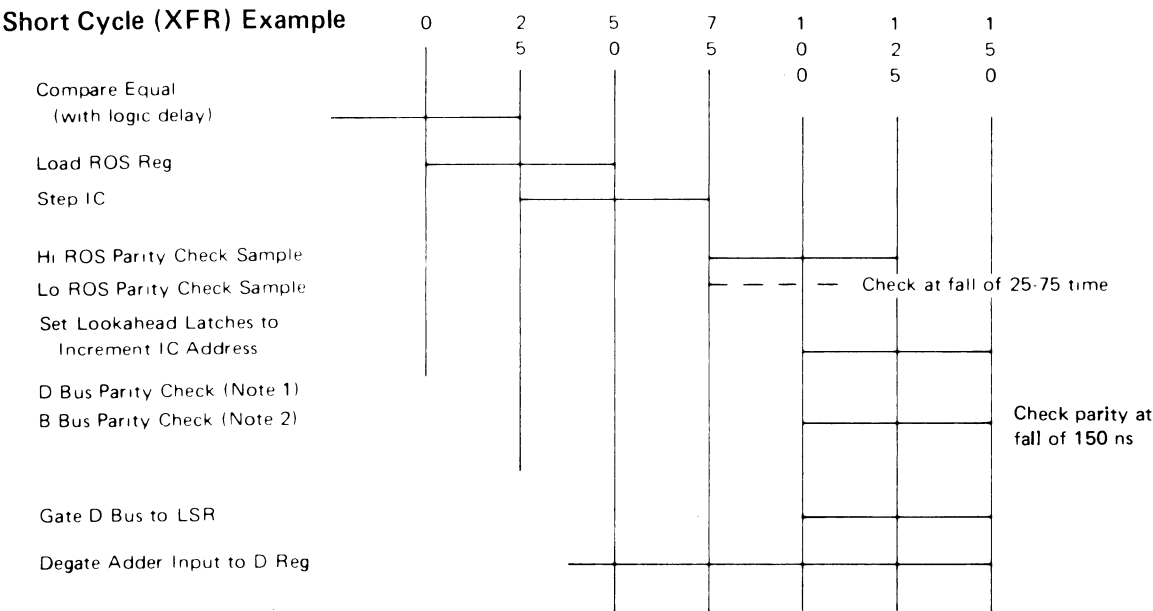 Short Cycle (XFR) Example
0 25 50 75 100 125 150
Compare Equal
(with logic delay)
Load ROS Reg
Step IC
Hi ROS Parity Check Sample
Lo ROS Parity Check Sample
Check at fall of 25-75 time
Set Lookahead Latches to
Increment IC Address
D Bus Parity Check (Note 1)
B Bus Parity Check (Note 2)
Check parity at
fall of 150 ns
Gate D Bus to LSR
Degate Adder Input to D Reg